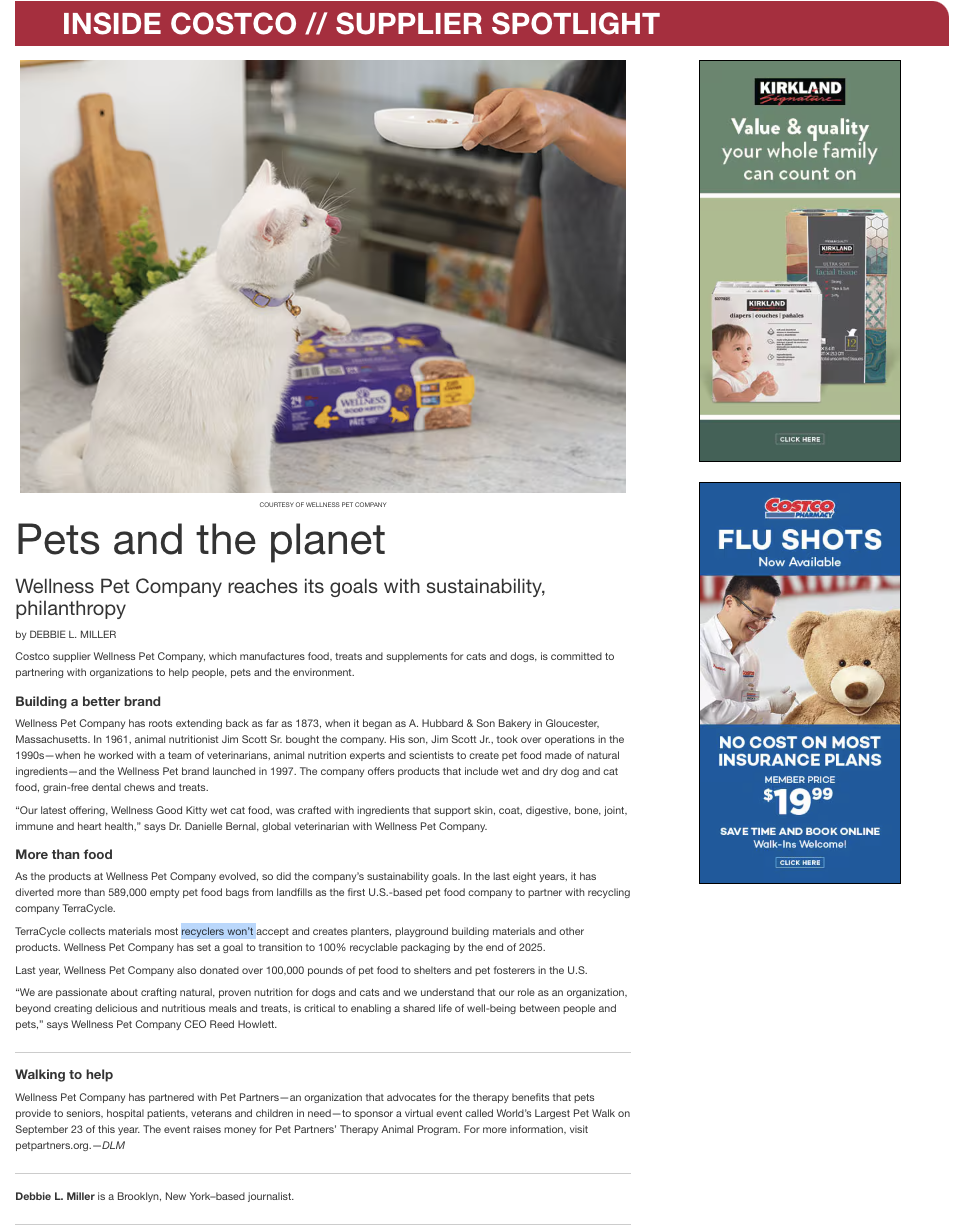 INSIDE COSTCO // SUPPLIER SPOTLIGHT
24
WELLNESS
GOOD KITTY
PÂTÉ
COURTESY OF WELLNESS PET COMPANY
Pets and the planet
Wellness Pet Company reaches its goals with sustainability,
philanthropy
by DEBBIE L. MILLER
Costco supplier Wellness Pet Company, which manufactures food, treats and supplements for cats and dogs, is committed to
partnering with organizations to help people, pets and the environment.
Building a better brand
Wellness Pet Company has roots extending back as far as 1873, when it began as A. Hubbard & Son Bakery in Gloucester,
Massachusetts. In 1961, animal nutritionist Jim Scott Sr. bought the company. His son, Jim Scott Jr., took over operations in the
1990s—when he worked with a team of veterinarians, animal nutrition experts and scientists to create pet food made of natural
ingredients—and the Wellness Pet brand launched in 1997. The company offers products that include wet and dry dog and cat
food, grain-free dental chews and treats.
“Our latest offering, Wellness Good Kitty wet cat food, was crafted with ingredients that support skin, coat, digestive, bone, joint,
immune and heart health,” says Dr. Danielle Bernal, global veterinarian with Wellness Pet Company.
More than food
As the products at Wellness Pet Company evolved, so did the company’s sustainability goals. In the last eight years, it has
diverted more than 589,000 empty pet food bags from landfills as the first U.S.-based pet food company to partner with recycling
company TerraCycle.
TerraCycle collects materials most recyclers won’t accept and creates planters, playground building materials and other
products. Wellness Pet Company has set a goal to transition to 100% recyclable packaging by the end of 2025.
Last year, Wellness Pet Company also donated over 100,000 pounds of pet food to shelters and pet fosterers in the U.S.
“We are passionate about crafting natural, proven nutrition for dogs and cats and we understand that our role as an organization,
beyond creating delicious and nutritious meals and treats, is critical to enabling a shared life of well-being between people and
pets,” says Wellness Pet Company CEO Reed Howlett.
Walking to help
Wellness Pet Company has partnered with Pet Partners—an organization that advocates for the therapy benefits that pets
provide to seniors, hospital patients, veterans and children in need—to sponsor a virtual event called World’s Largest Pet Walk on
September 23 of this year. The event raises money for Pet Partners’ Therapy Animal Program. For more information, visit
petpartners.org.—DLM
Debbie L. Miller is a Brooklyn, New York–based journalist.
KIRKLAND
Signature
Value & quality
your whole family
can count on
KIRKLAND
ULTRA SOFT
facial tissue
12
KIRKLAND
diapers | couches | pañales
CLICK HERE
COSTCO
PHARMACY
FLU SHOTS
Now Available
NO COST ON MOST
INSURANCE PLANS
MEMBER PRICE
$19.99
SAVE TIME AND BOOK ONLINE
Walk-Ins Welcome!
CLICK HERE